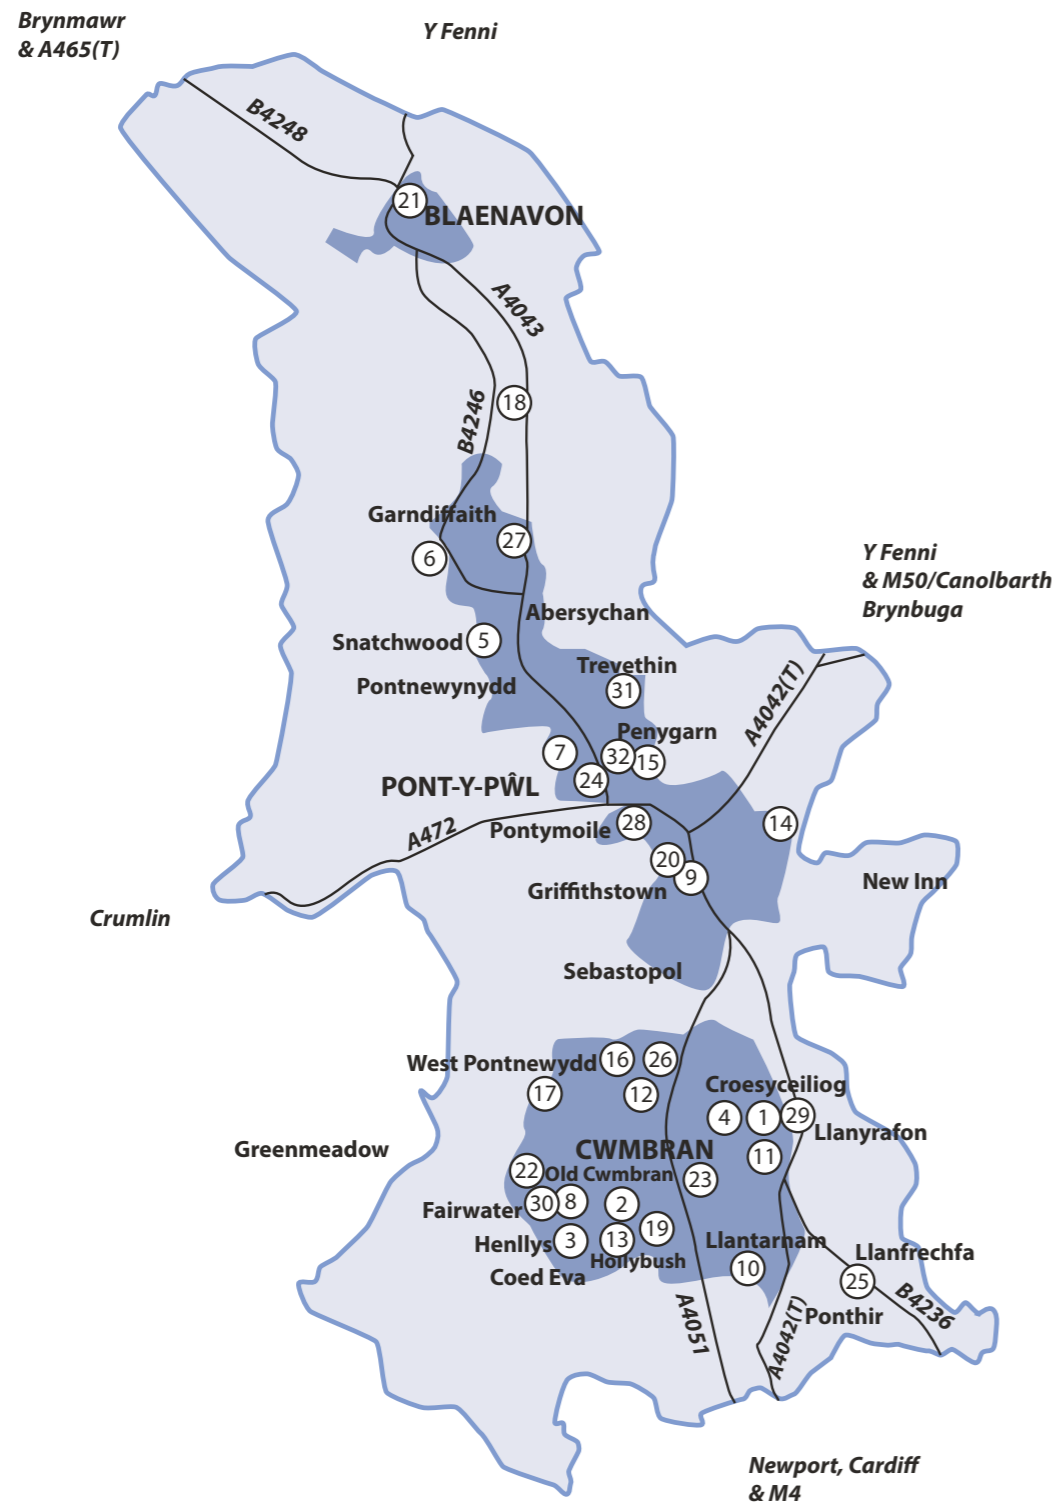 Brynmawr
& A465(T)
Y Fenni
B4248
21
BLAENAVON
A4043
18
B4246
Garndiffaith
27
6
Y Fenni
& M50/Canolbarth
Brynbuga
Abersychan
Snatchwood
5
Trevethin
31
Pontnewynydd
A4042(T)
Penygarn
7
32
15
24
PONT-Y-PŴL
A472
Pontymoile
28
14
20
9
Griffithstown
New Inn
Crumlin
Sebastopol
West Pontnewydd
16
26
17
12
Croesyceiliog
4
1
29
Llanyrafon
Greenmeadow
CWMBRAN
11
22
Old Cwmbran
23
Fairwater
30
8
2
19
Henllys
3
13
Hollybush
Llantarnam
Coed Eva
10
Llanfrechfa
25
B4236
Ponthir
A4051
A4042(T)
Newport, Cardiff
& M4